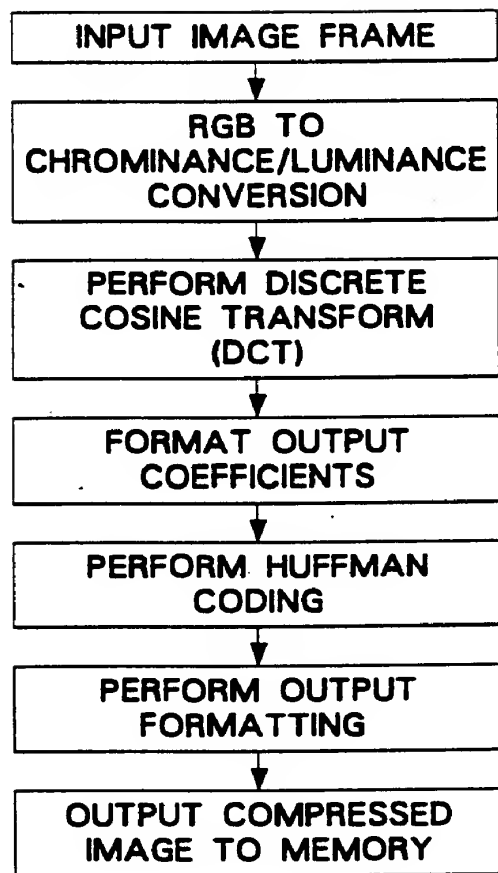 INPUT IMAGE FRAME
RGB TO
CHROMINANCE/LUMINANCE
CONVERSION
PERFORM DISCRETE
COSINE TRANSFORM
(DCT)
FORMAT OUTPUT
COEFFICIENTS
PERFORM HUFFMAN
CODING
PERFORM OUTPUT
FORMATTING
OUTPUT COMPRESSED
IMAGE TO MEMORY